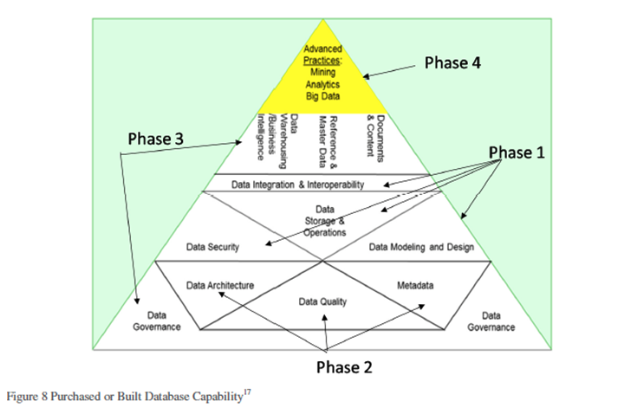 Advanced
Practices:
Mining
Analytics
Big Data
Phase 4
Phase 3
Data
Warehousing
/Business
Intelligence
Reference &
Master Data
Documents
& Content
Phase 1
Data Integration & Interoperability
Data
Storage &
Operations
Data Security
Data Modeling and Design
Data Architecture
Data Quality
Metadata
Data
Governance
Data
Governance
Phase 2
Figure 8 Purchased or Built Database Capability17